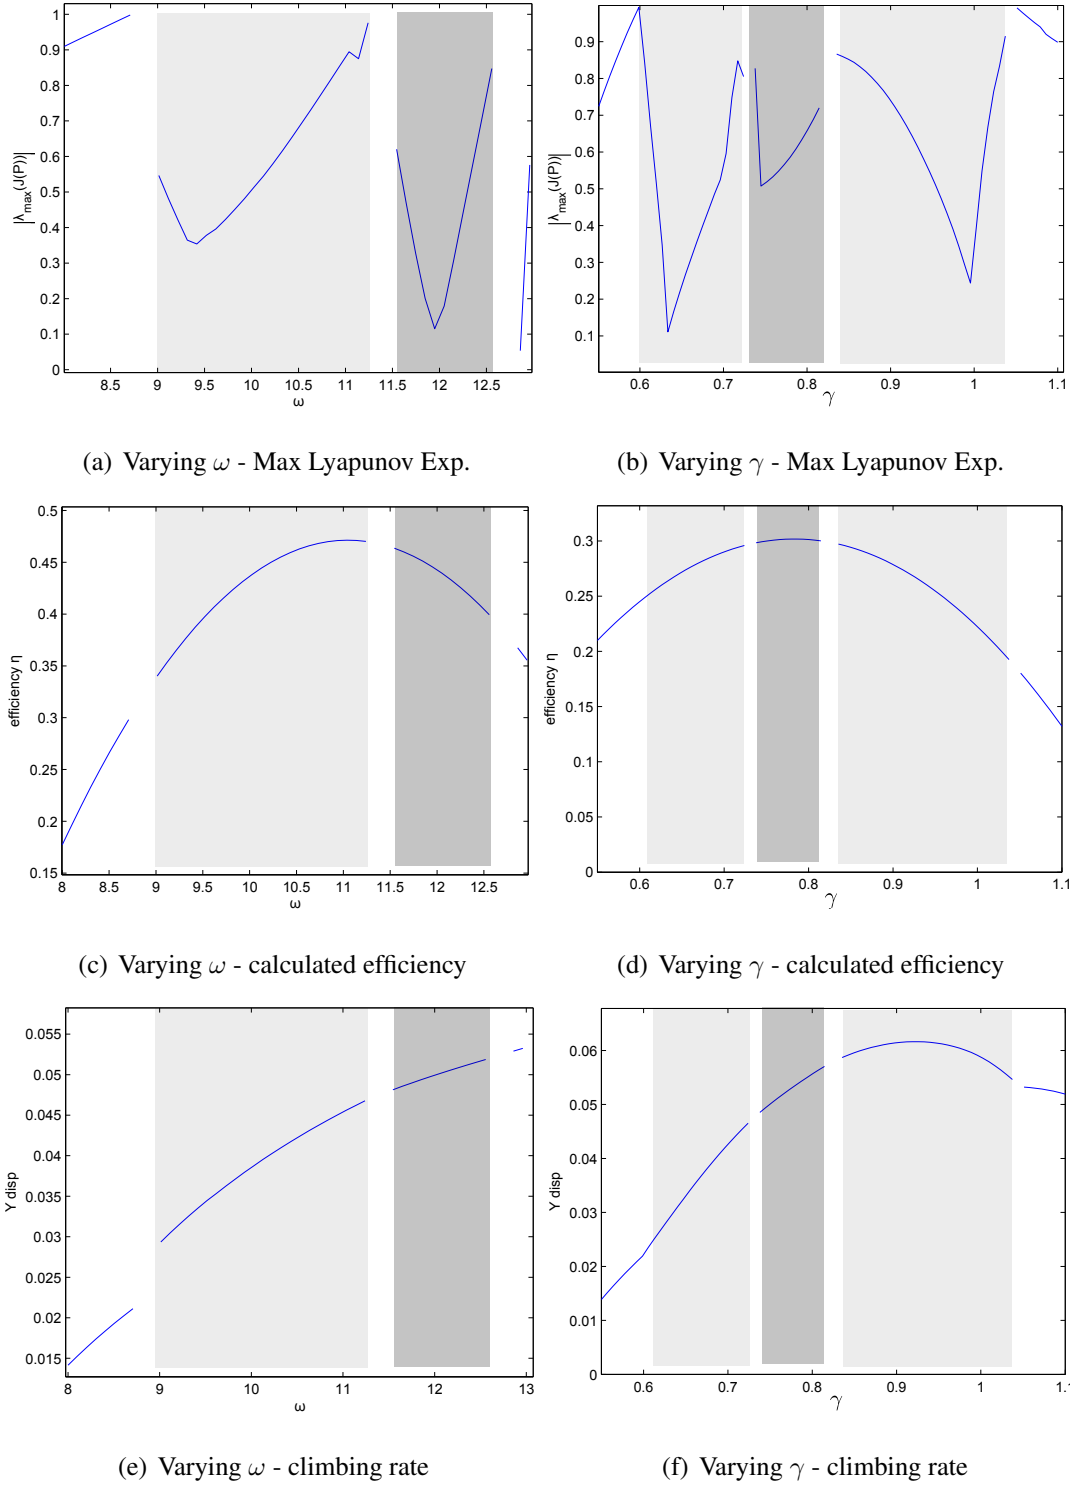 1
0.9
0.8
0.7
0.6
0.5
0.4
0.3
0.2
0.1
0
|λmax(J(P))|
8.5 9 9.5 10 10.5 11 11.5 12 12.5
ω
(a) Varying ω - Max Lyapunov Exp.
0.9
0.8
0.7
0.6
0.5
0.4
0.3
0.2
0.1
|λmax(J(P))|
0.6 0.7 0.8 0.9 1 1.1
γ
(b) Varying γ - Max Lyapunov Exp.
0.5
0.45
0.4
0.35
0.3
0.25
0.2
0.15
efficiency η
8 9 9.5 10 10.5 11 11.5 12 12.5
ω
(c) Varying ω - calculated efficiency
0.3
0.25
0.2
0.15
0.1
0.05
0
efficiency η
0.6 0.7 0.8 0.9 1 1.1
γ
(d) Varying γ - calculated efficiency
0.055
0.05
0.045
0.04
0.035
0.03
0.025
0.02
0.015
Y disp
8 9 10 11 12 13
ω
(e) Varying ω - climbing rate
0.06
0.05
0.04
0.03
0.02
0.01
0
Y disp
0.6 0.7 0.8 0.9 1 1.1
γ
(f) Varying γ - climbing rate